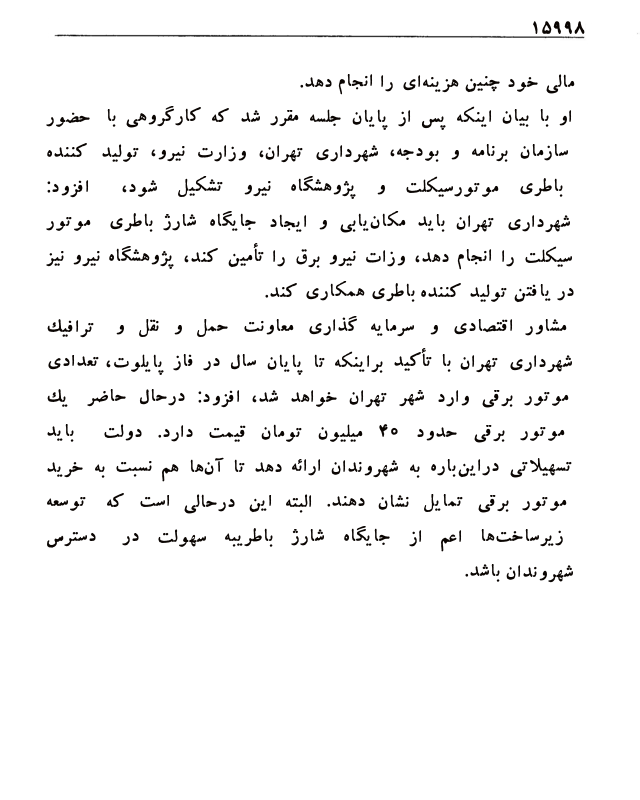 ۱۵۹۹۸
مالی خود چنین هزینه‌ای را انجام دهد.
او با بیان اینکه پس از پایان جلسه مقرر شد که کارگروهی با حضور
سازمان برنامه و بودجه، شهرداری تهران، وزارت نیرو، تولید کننده
باطری موتورسیکلت و پژوهشگاه نیرو تشکیل شود، افزود:
شهرداری تهران باید مکان‌یابی و ایجاد جایگاه شارژ باطری موتور
سیکلت را انجام دهد، وزات نیرو برق را تأمین کند، پژوهشگاه نیرو نیز
در یافتن تولید کننده باطری همکاری کند.
مشاور اقتصادی و سرمایه گذاری معاونت حمل و نقل و ترافیك
شهرداری تهران با تأکید براینکه تا پایان سال در فاز پایلوت، تعدادی
موتور برقی وارد شهر تهران خواهد شد، افزود: درحال حاضر یك
موتور برقی حدود ۴۰ میلیون تومان قیمت دارد. دولت باید
تسهیلاتی دراین‌باره به شهروندان ارائه دهد تا آن‌ها هم نسبت به خرید
موتور برقی تمایل نشان دهند. البته این درحالی است که توسعه
زیرساخت‌ها اعم از جایگاه شارژ باطریبه سهولت در دسترس
شهروندان باشد.